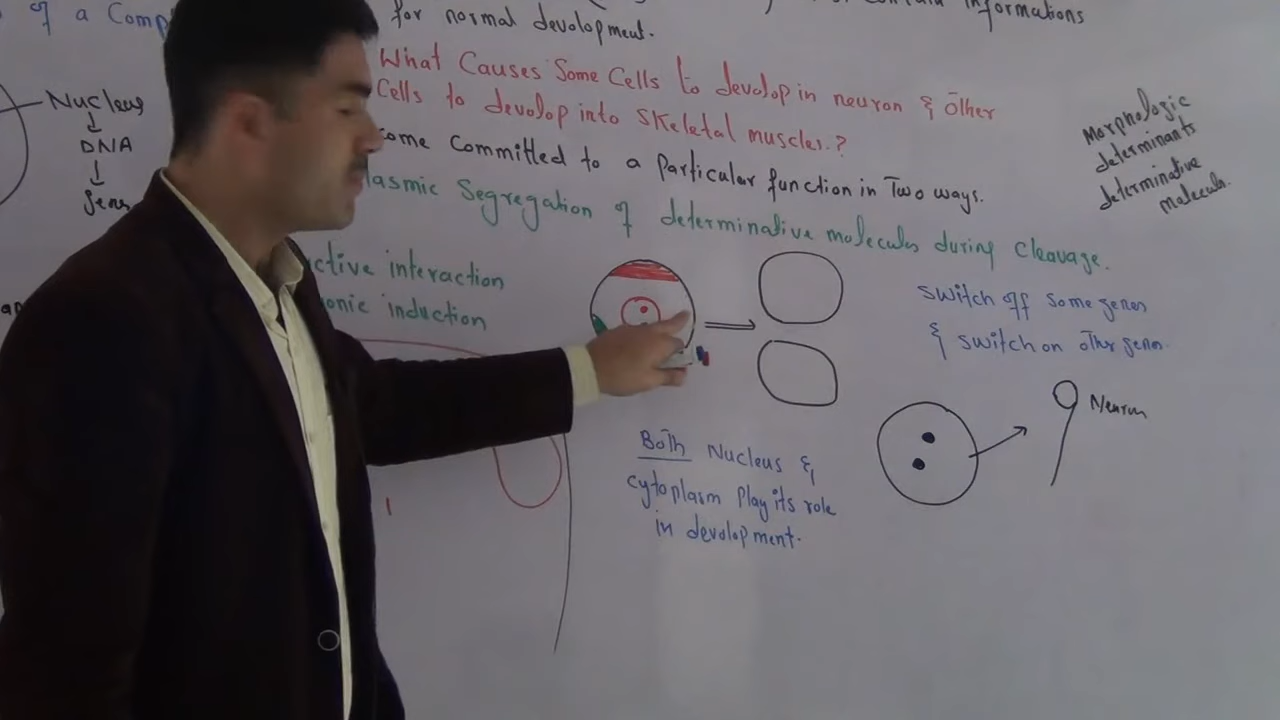 of a Comp
informations
for normal development.
What Causes Some Cells to develop in neuron & Other
Cells to develop into Skeletal muscles.?
come committed to a particular function in Two ways.
lasmic Segregation of determinative molecules during cleavage.
ctive interaction
onic induction
Nucleus
DNA
Morphologic
determinants
determinative
molecules.
Switch off some genes
& switch on other genes.
Neuron
Both Nucleus &
cytoplasm Play its role
in development.